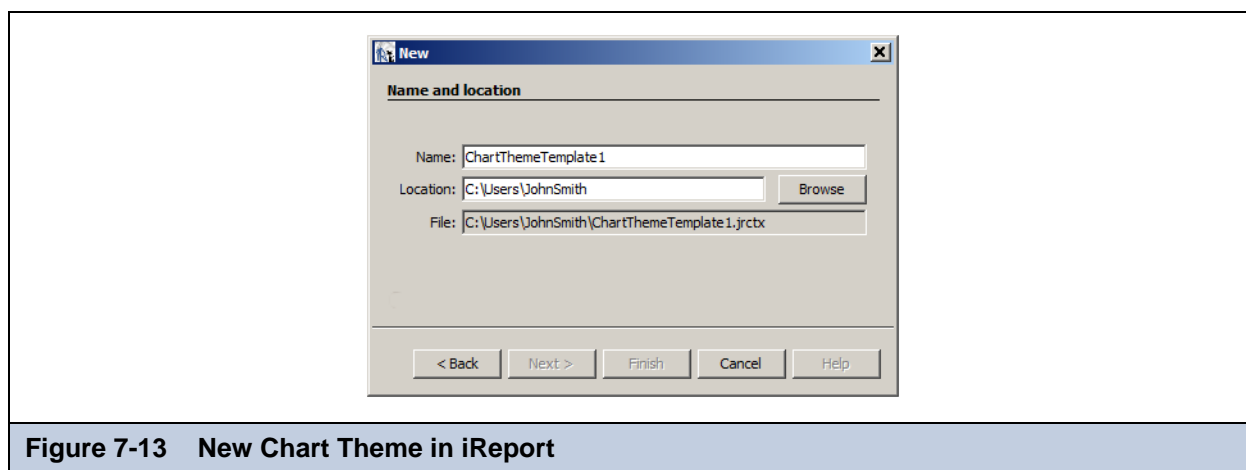 New
Name and location
Name: ChartThemeTemplate1
Location: C:\Users\JohnSmith Browse
File: C:\Users\JohnSmith\ChartThemeTemplate1.jrctx
< Back Next > Finish Cancel Help
Figure 7-13 New Chart Theme in iReport